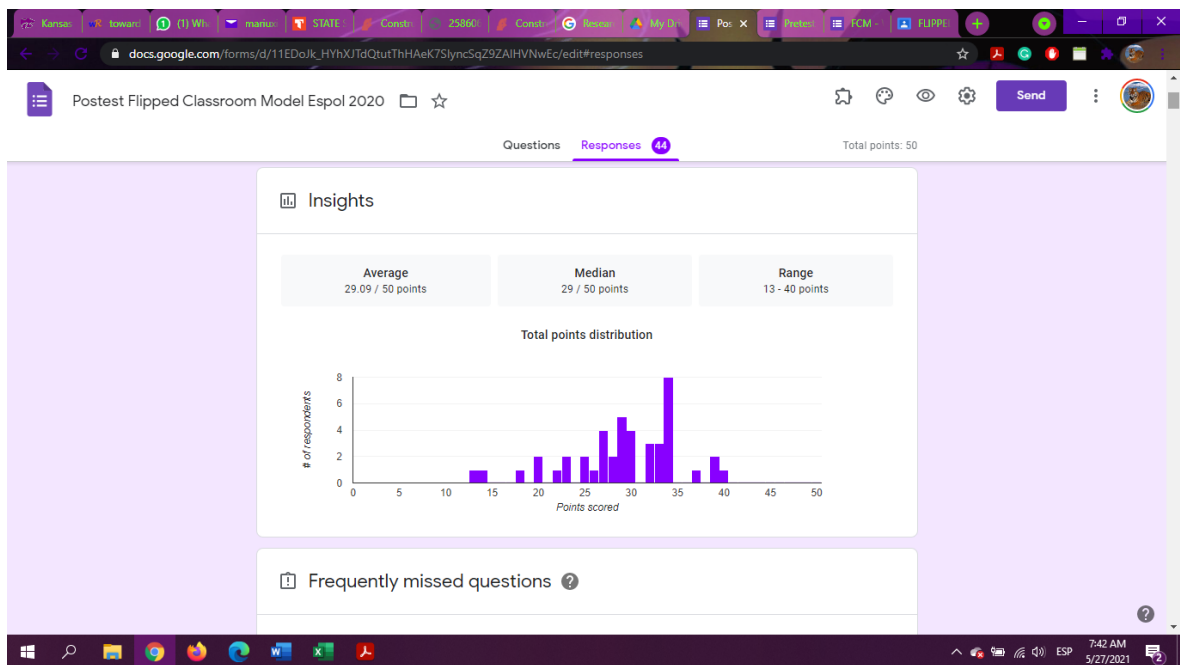 Kansas toward (1) Wh mariu STATE Constr 25860 Constr Resear My Dri Pos Pretest FCM - FLIPPE
docs.google.com/forms/d/11EDoJk_HYhXJTdQtutThHAeK7SlyncSqZ9ZAlHVNwEc/edit#responses
Postest Flipped Classroom Model Espol 2020 Send
Questions Responses 44 Total points: 50
Insights
Average Median Range
29.09 / 50 points 29 / 50 points 13 - 40 points
Total points distribution
8
6
4
2
0
# of respondents
0 5 10 15 20 25 30 35 40 45 50
Points scored
Frequently missed questions
ESP 7:42 AM
5/27/2021 2